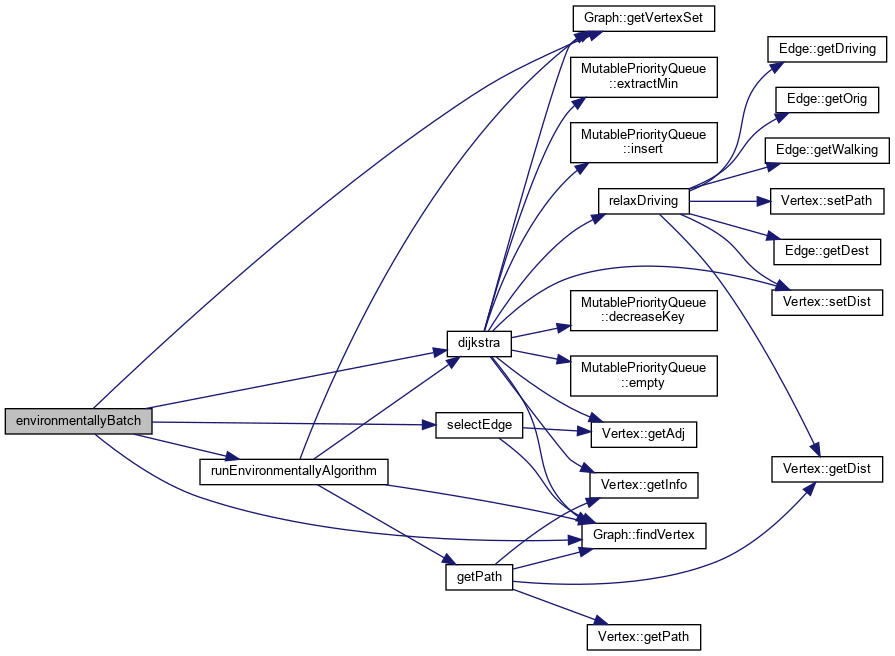 environmentallyBatch
runEnvironmentallyAlgorithm
dijkstra
selectEdge
getPath
Graph::getVertexSet
MutablePriorityQueue
::extractMin
MutablePriorityQueue
::insert
relaxDriving
MutablePriorityQueue
::decreaseKey
MutablePriorityQueue
::empty
Vertex::getAdj
Vertex::getInfo
Graph::findVertex
Vertex::getPath
Edge::getDriving
Edge::getOrig
Edge::getWalking
Vertex::setPath
Edge::getDest
Vertex::setDist
Vertex::getDist